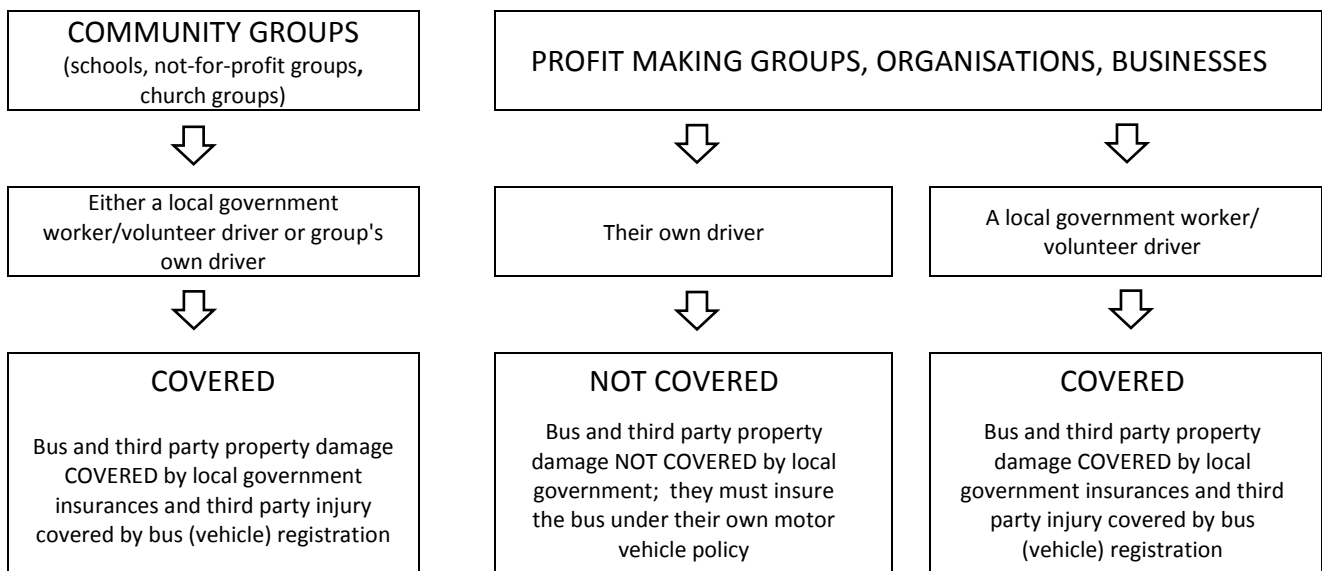 COMMUNITY GROUPS
(schools, not-for-profit groups,
church groups)
PROFIT MAKING GROUPS, ORGANISATIONS, BUSINESSES
Either a local government
worker/volunteer driver or group's
own driver
Their own driver
A local government worker/
volunteer driver
COVERED
Bus and third party property damage
COVERED by local government
insurances and third party injury
covered by bus (vehicle) registration
NOT COVERED
Bus and third party property
damage NOT COVERED by local
government;  they must insure
the bus under their own motor
vehicle policy
COVERED
Bus and third party property
damage COVERED by local
government insurances and third
party injury covered by bus
(vehicle) registration